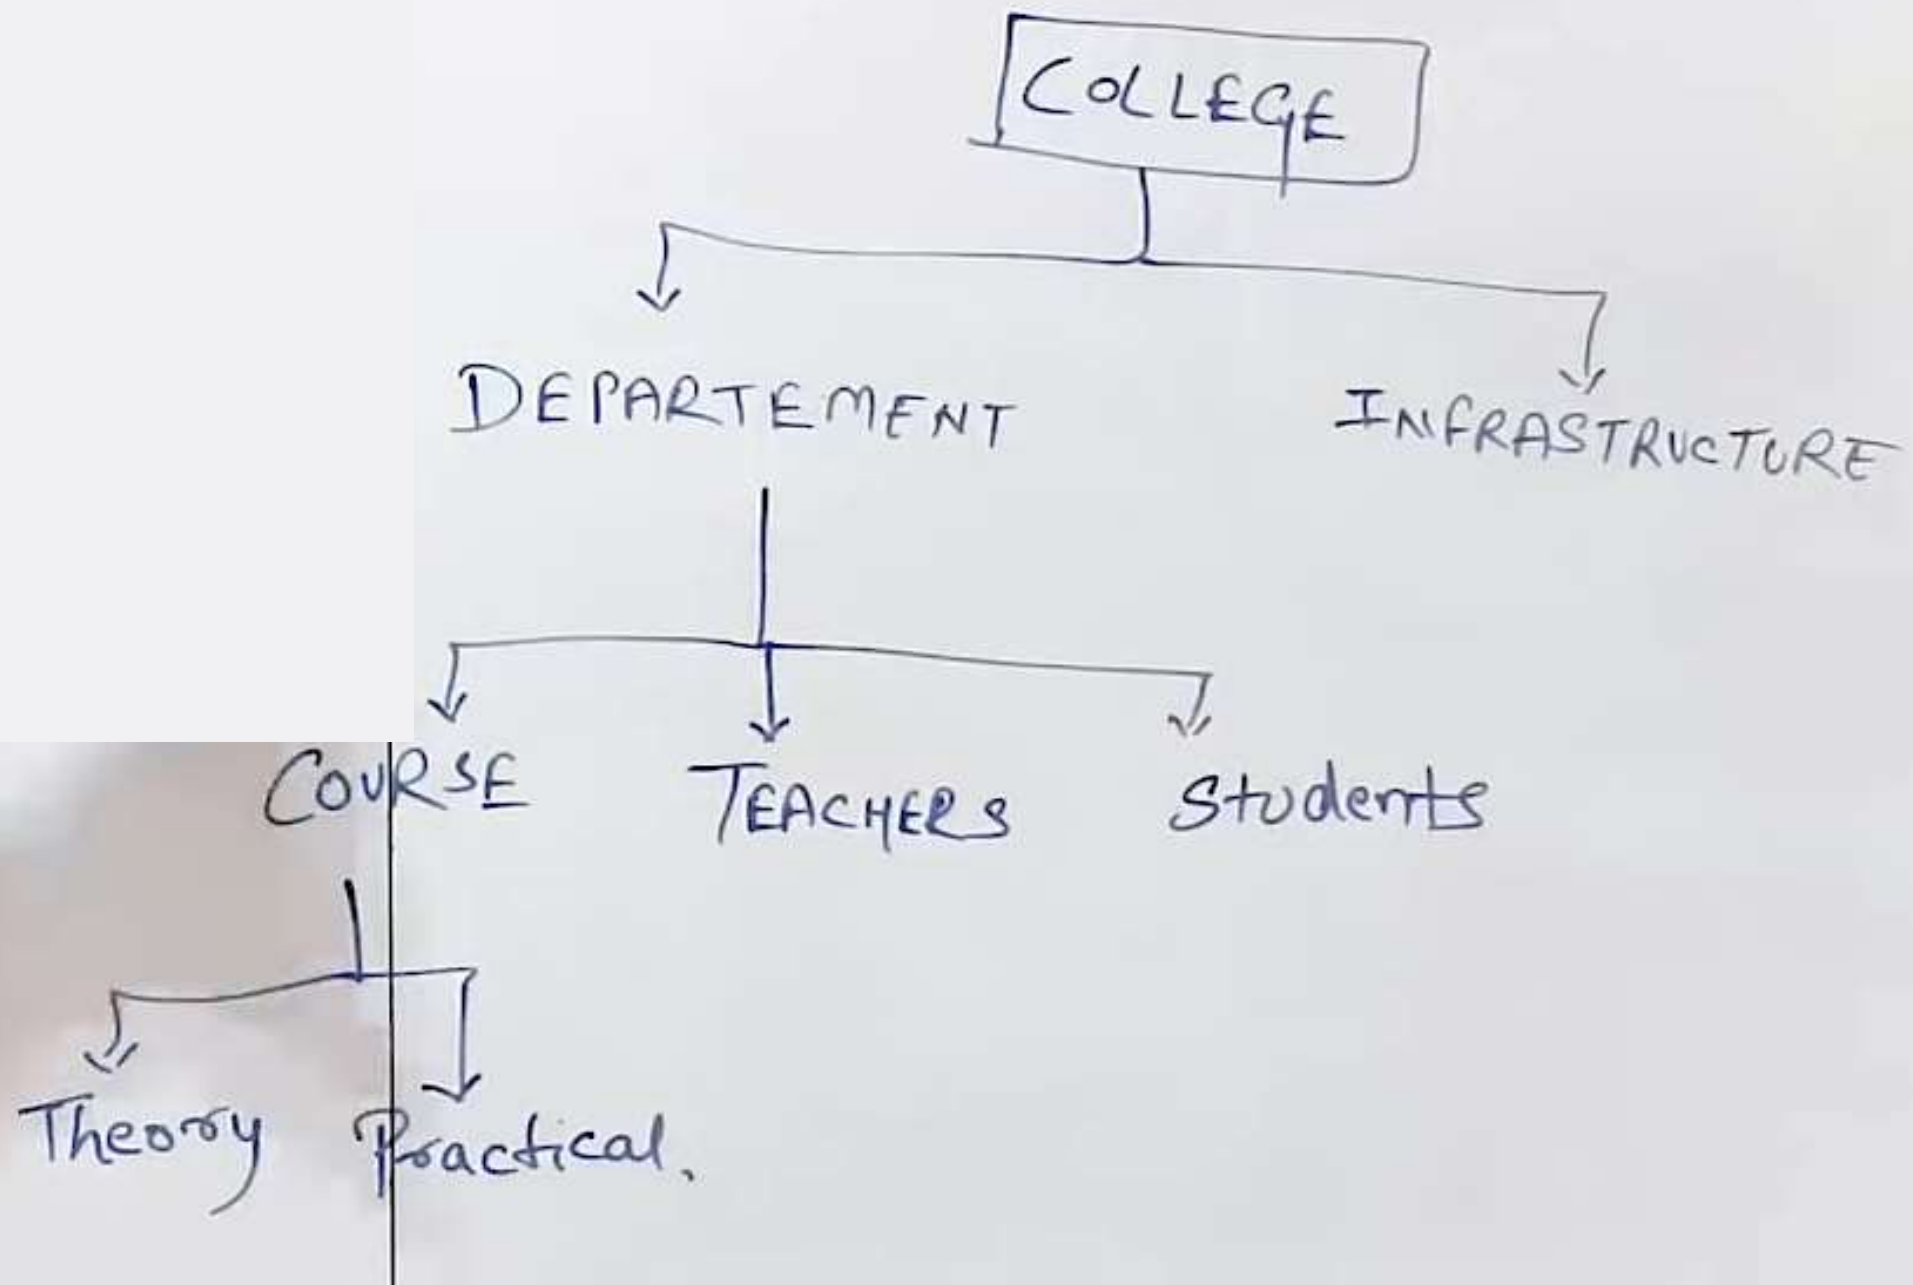 COLLEGE
DEPARTEMENT INFRASTRUCTURE
COURSE TEACHERS Students
Theory Practical.